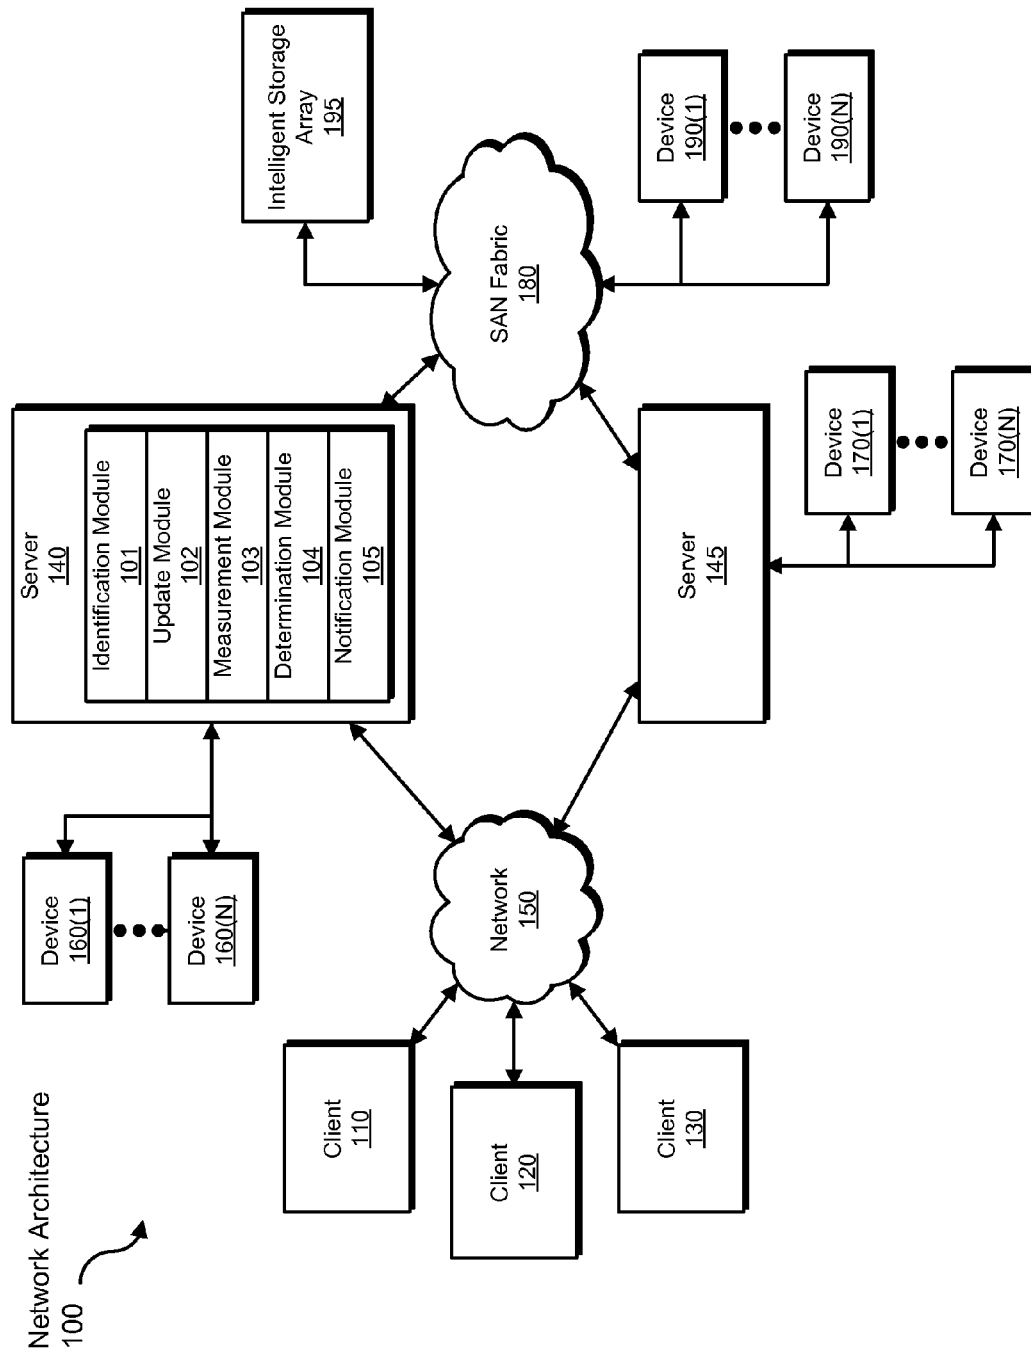 Network Architecture
100
Client
110
Client
120
Client
130
Device
160(1)
Device
160(N)
Network
150
Server
140
Identification Module
101
Update Module
102
Measurement Module
103
Determination Module
104
Notification Module
105
Server
145
Device
170(1)
Device
170(N)
SAN Fabric
180
Intelligent Storage
Array
195
Device
190(1)
Device
190(N)